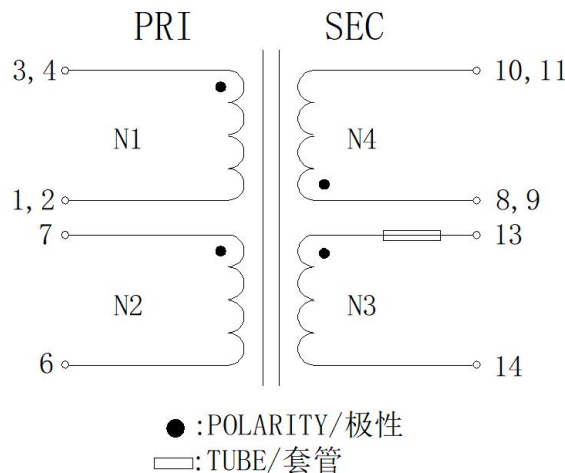 PRI SEC
3,4 10,11
N1 N4
1,2 8,9
7 13
N2 N3
6 14
:POLARITY/极性
:TUBE/套管